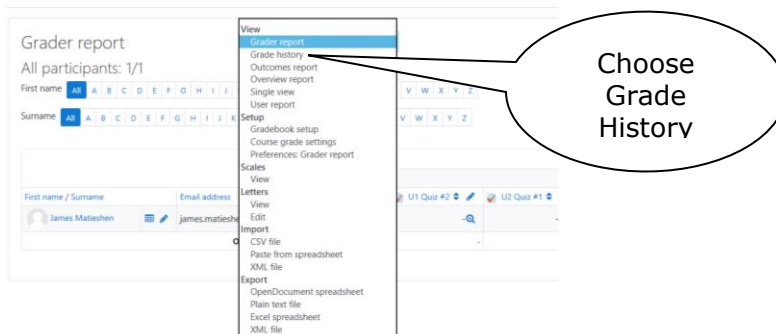 Grader report
All participants: 1/1
First name All A B C D E F G H I J V W X Y Z
Surname All A B C D E F G H I J K V W X Y Z
First name / Surname Email address U1 Quiz #2 U2 Quiz #1
James Matieshen james.matieshe - -
O -
View
Grader report
Grade history
Outcomes report
Overview report
Single view
User report
Setup
Gradebook setup
Course grade settings
Preferences: Grader report
Scales
View
Letters
View
Edit
Import
CSV file
Paste from spreadsheet
XML file
Export
OpenDocument spreadsheet
Plain text file
Excel spreadsheet
XML file
Choose
Grade
History